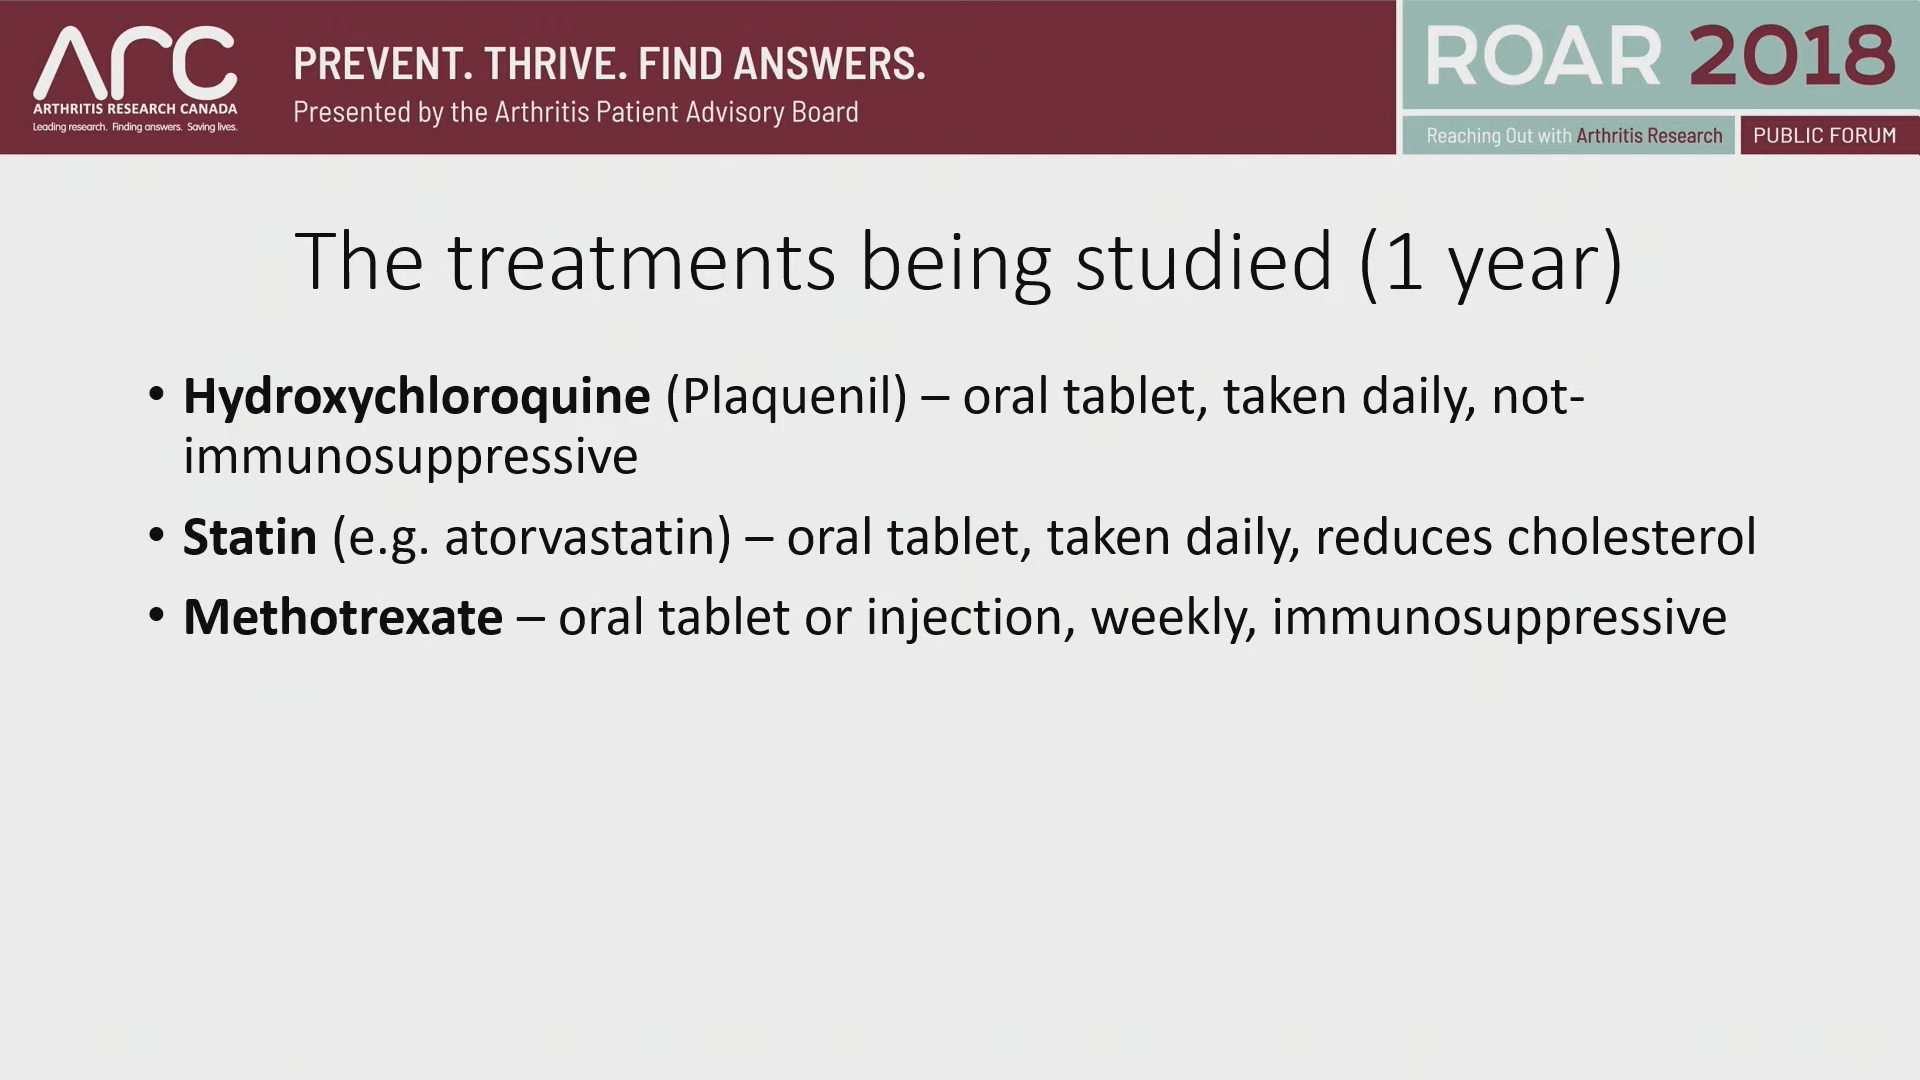 ARC
ARTHRITIS RESEARCH CANADA
Leading research. Finding answers. Saving lives.
PREVENT. THRIVE. FIND ANSWERS.
Presented by the Arthritis Patient Advisory Board
ROAR 2018
Reaching Out with Arthritis Research
PUBLIC FORUM
The treatments being studied (1 year)
• Hydroxychloroquine (Plaquenil) – oral tablet, taken daily, not-
immunosuppressive
• Statin (e.g. atorvastatin) – oral tablet, taken daily, reduces cholesterol
• Methotrexate – oral tablet or injection, weekly, immunosuppressive